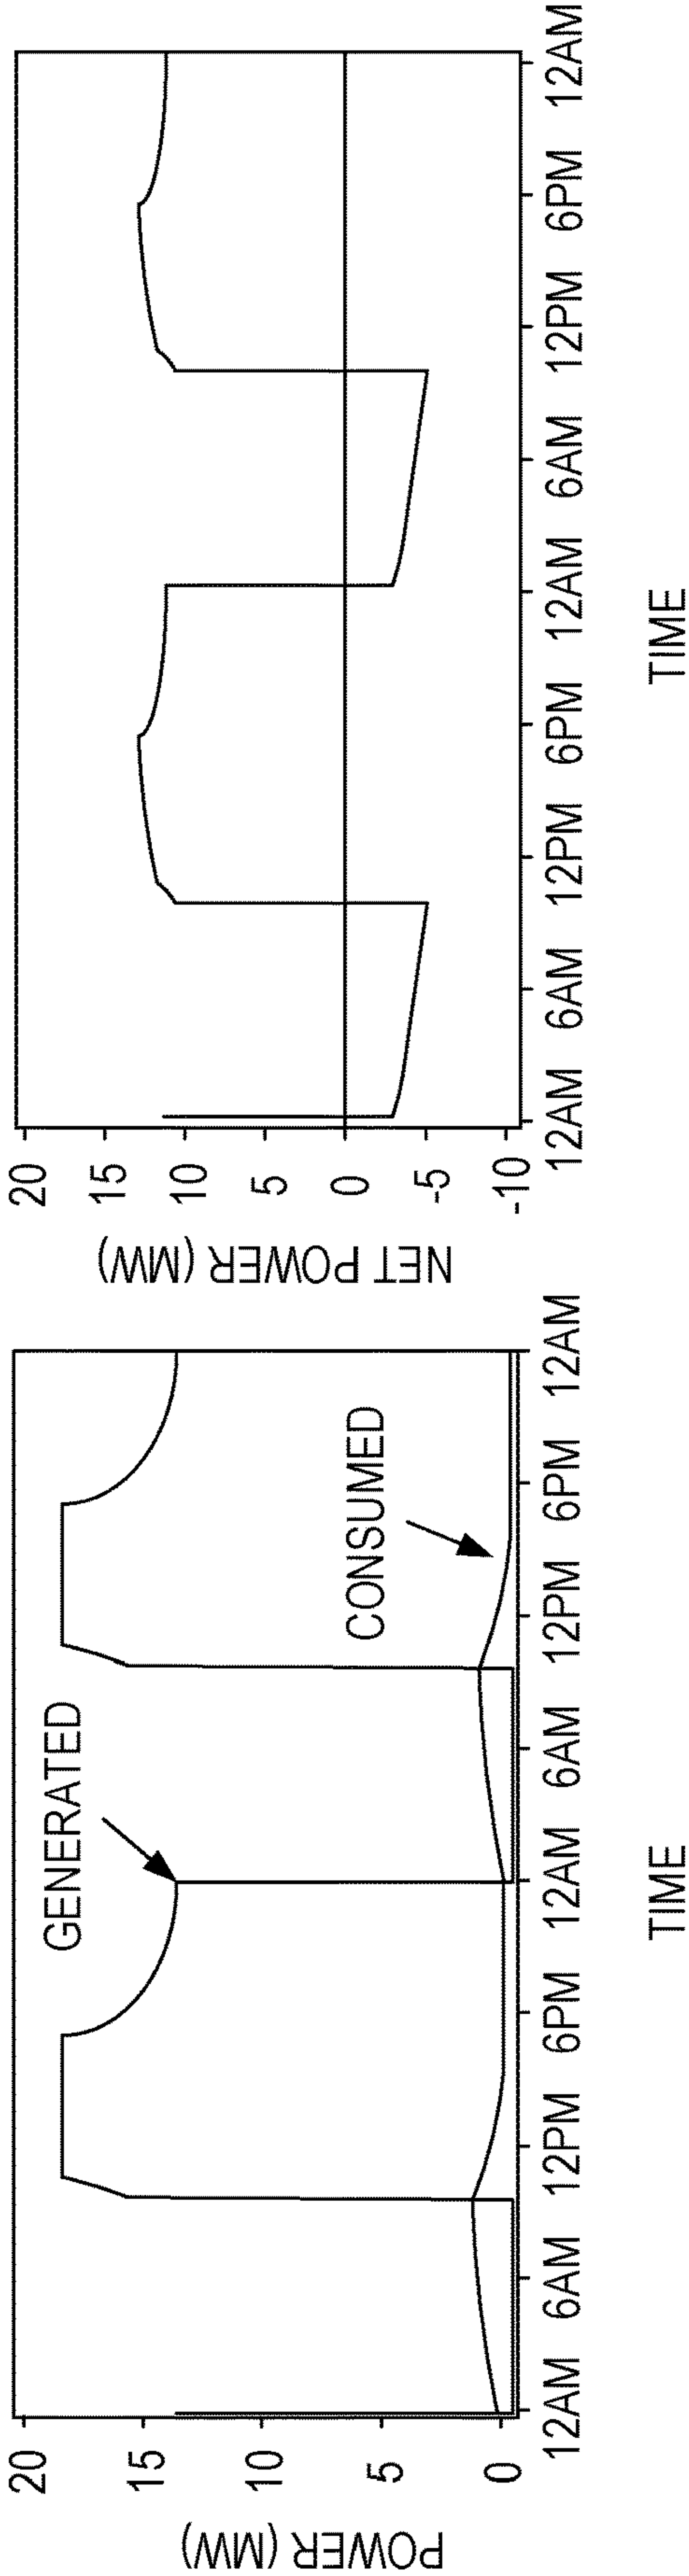 20
15
10
5
0
POWER (MW)
GENERATED
CONSUMED
12AM 6AM 12PM 6PM 12AM 6AM 12PM 6PM 12AM
TIME
20
15
10
5
0
-5
-10
NET POWER (MW)
12AM 6AM 12PM 6PM 12AM 6AM 12PM 6PM 12AM
TIME